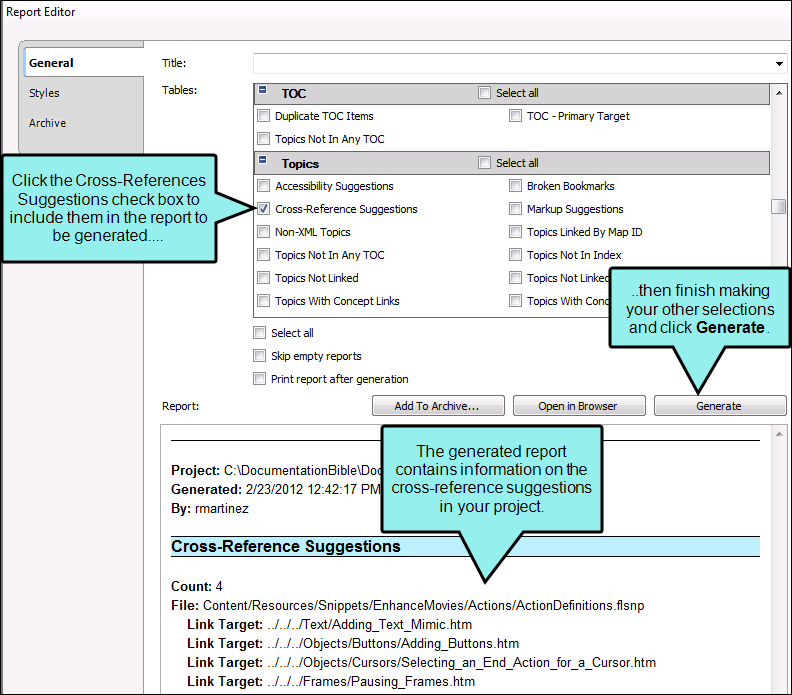 Report Editor
General
Styles
Archive
Title:
Tables:
TOC
Select all
Duplicate TOC Items
TOC - Primary Target
Topics Not In Any TOC
Topics
Select all
Accessibility Suggestions
Broken Bookmarks
Cross-Reference Suggestions
Markup Suggestions
Non-XML Topics
Topics Linked By Map ID
Topics Not In Any TOC
Topics Not In Index
Topics Not Linked
Topics Not Linked
Topics With Concept Links
Topics With Conc
Click the Cross-References
Suggestions check box to
include them in the report to
be generated....
..then finish making
your other selections
and click Generate.
Select all
Skip empty reports
Print report after generation
Report:
Add To Archive...
Open in Browser
Generate
Project: C:\DocumentationBible\Doc
Generated: 2/23/2012 12:42:17 PM
By: rmartinez
The generated report
contains information on the
cross-reference suggestions
in your project.
Cross-Reference Suggestions
Count: 4
File: Content/Resources/Snippets/EnhanceMovies/Actions/ActionDefinitions.flsnp
Link Target: ../../../Text/Adding_Text_Mimic.htm
Link Target: ../../../Objects/Buttons/Adding_Buttons.htm
Link Target: ../../../Objects/Cursors/Selecting_an_End_Action_for_a_Cursor.htm
Link Target: ../../../Frames/Pausing_Frames.htm